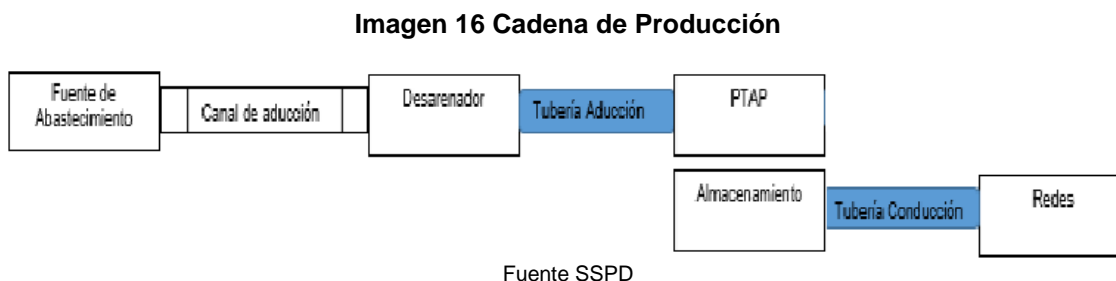 Imagen 16 Cadena de Producción
Fuente de
Abastecimiento
Canal de aducción
Desarenador
Tubería Aducción
PTAP
Almacenamiento
Tubería Conducción
Redes
Fuente SSPD